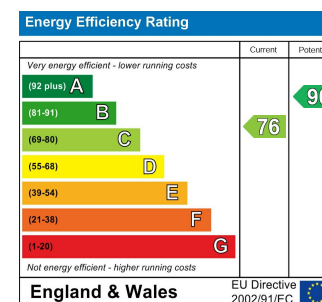 Energy Efficiency Rating
Current
Potent
Very energy efficient - lower running costs
(92 plus) A
(81-91) B
(69-80) C
(55-68) D
(39-54) E
(21-38) F
(1-20) G
76
90
Not energy efficient - higher running costs
England & Wales
EU Directive
2002/91/EC